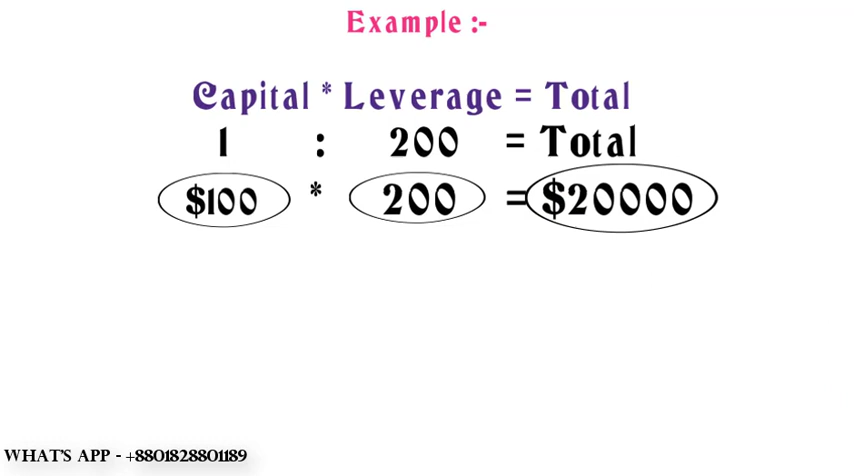 Example :-
Capital * Leverage = Total
1 : 200 = Total
$100 * 200 = $20000
WHAT'S APP - +8801828801189